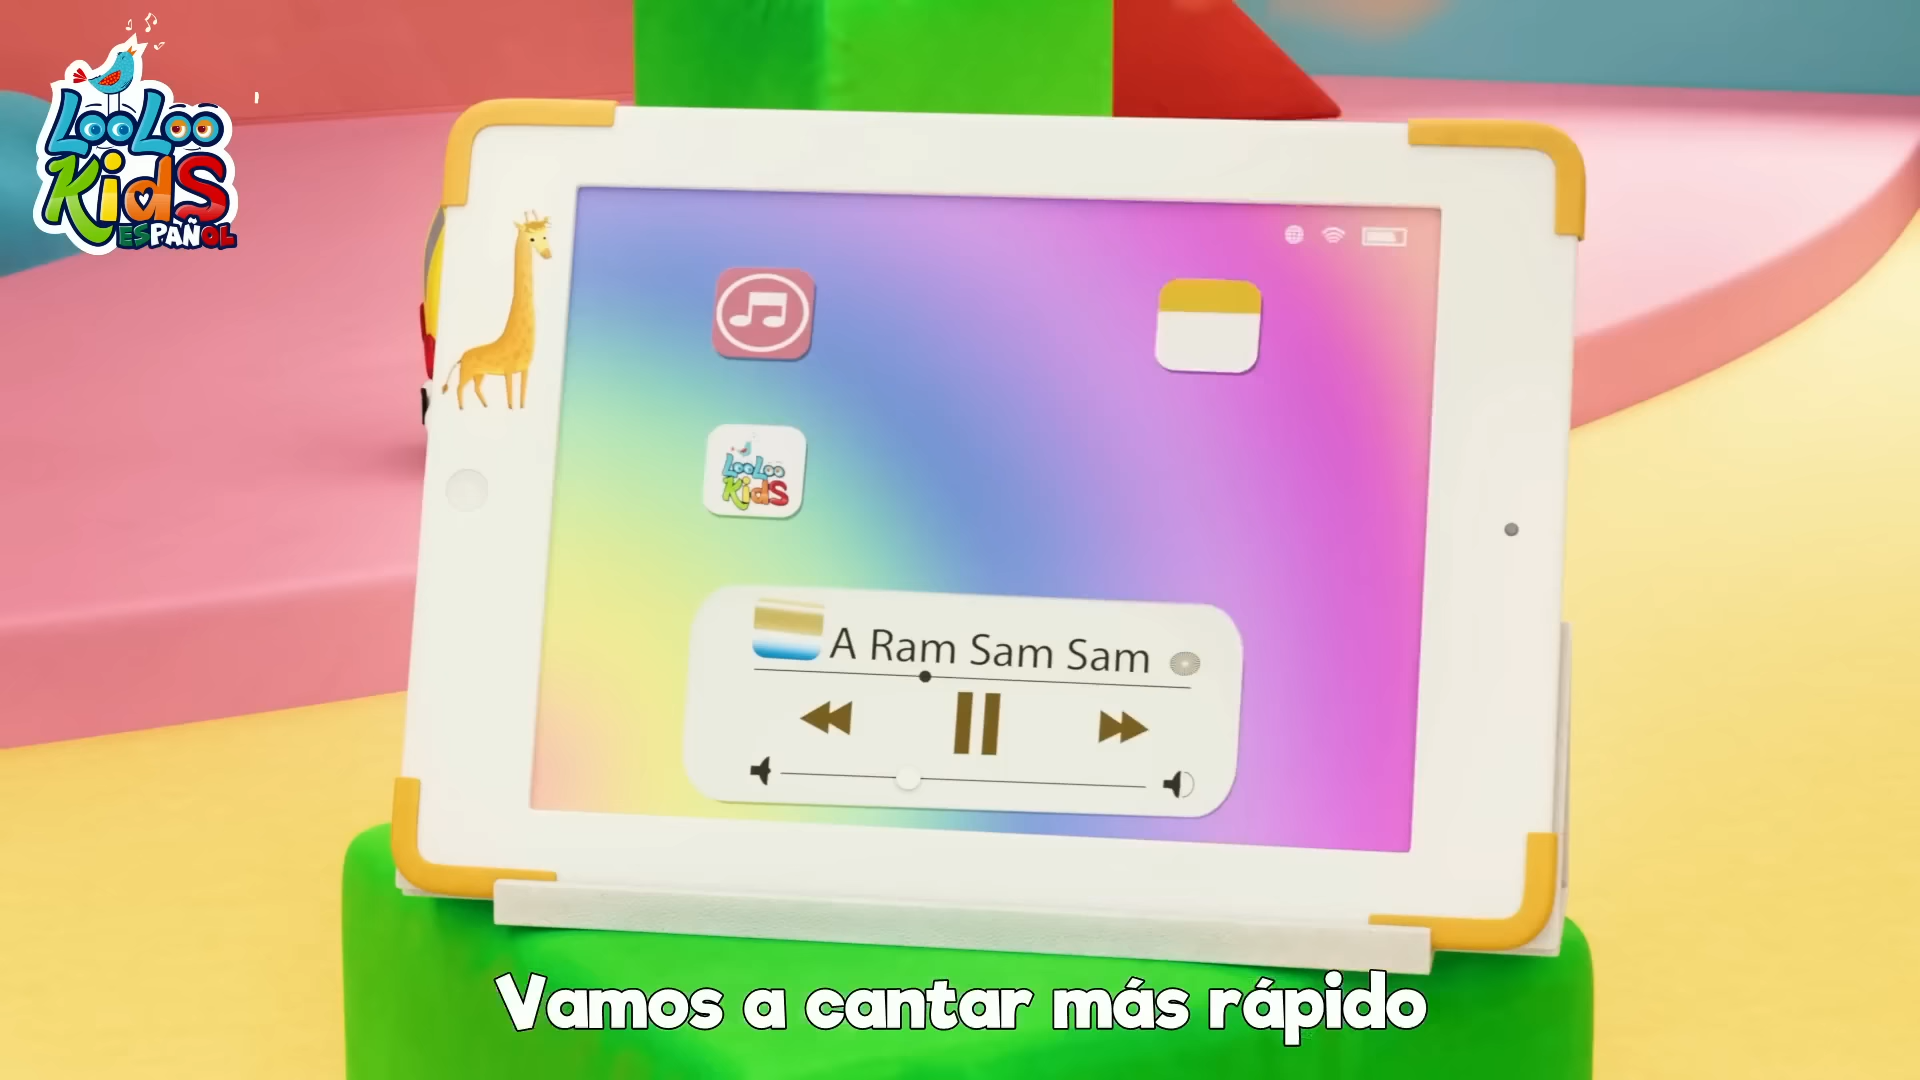 LooLoo
KidS
ESPAÑOL
LooLoo
KidS
A Ram Sam Sam
Vamos a cantar más rápido